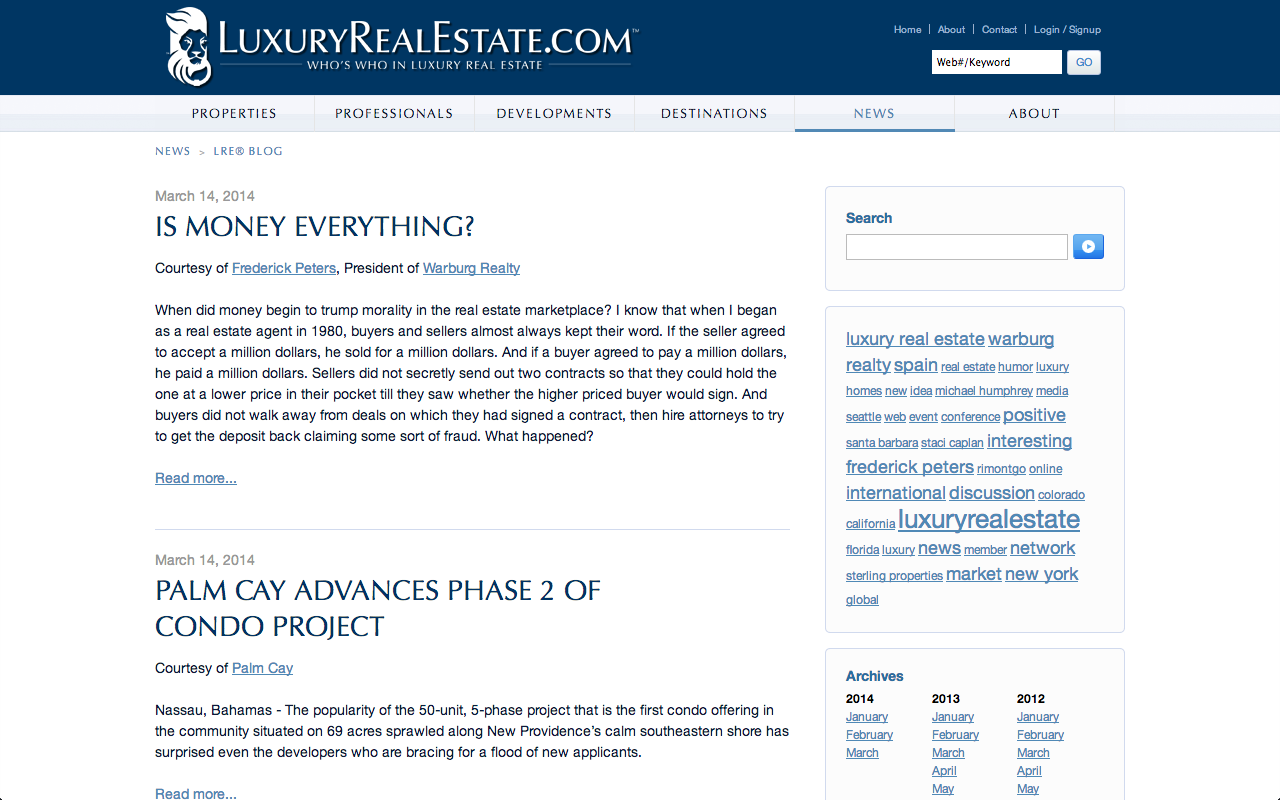 LUXURYREALESTATE.COM™
WHO'S WHO IN LUXURY REAL ESTATE
Home | About | Contact | Login / Signup
Web#/Keyword GO
PROPERTIES PROFESSIONALS DEVELOPMENTS DESTINATIONS NEWS ABOUT
NEWS > LRE® BLOG
March 14, 2014
IS MONEY EVERYTHING?
Courtesy of Frederick Peters, President of Warburg Realty
When did money begin to trump morality in the real estate marketplace? I know that when I began
as a real estate agent in 1980, buyers and sellers almost always kept their word. If the seller agreed
to accept a million dollars, he sold for a million dollars. And if a buyer agreed to pay a million dollars,
he paid a million dollars. Sellers did not secretly send out two contracts so that they could hold the
one at a lower price in their pocket till they saw whether the higher priced buyer would sign. And
buyers did not walk away from deals on which they had signed a contract, then hire attorneys to try
to get the deposit back claiming some sort of fraud. What happened?
Read more...
March 14, 2014
PALM CAY ADVANCES PHASE 2 OF
CONDO PROJECT
Courtesy of Palm Cay
Nassau, Bahamas - The popularity of the 50-unit, 5-phase project that is the first condo offering in
the community situated on 69 acres sprawled along New Providence's calm southeastern shore has
surprised even the developers who are bracing for a flood of new applicants.
Read more...
Search
luxury real estate warburg
realty spain real estate humor luxury
homes new idea michael humphrey media
seattle web event conference positive
santa barbara staci caplan interesting
frederick peters rimontgo online
international discussion colorado
california luxuryrealestate
florida luxury news member network
sterling properties market new york
global
Archives
2014 2013 2012
January January January
February February February
March March March
April April
May May